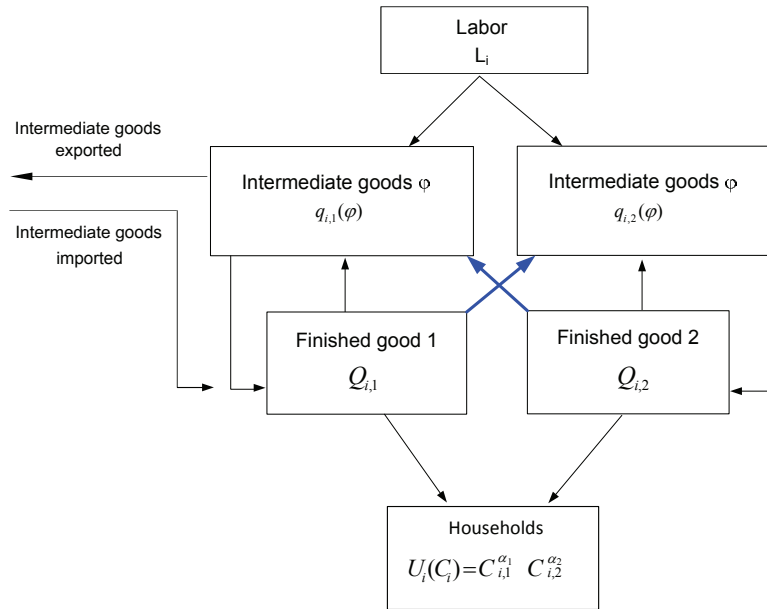 Labor
Lᵢ
Intermediate goods
exported
Intermediate goods φ
q_{i,1}(φ)
Intermediate goods φ
q_{i,2}(φ)
Intermediate goods
imported
Finished good 1
Q_{i,1}
Finished good 2
Q_{i,2}
Households
U_i(C_i)=C_{i,1}^{α_1} C_{i,2}^{α_2}